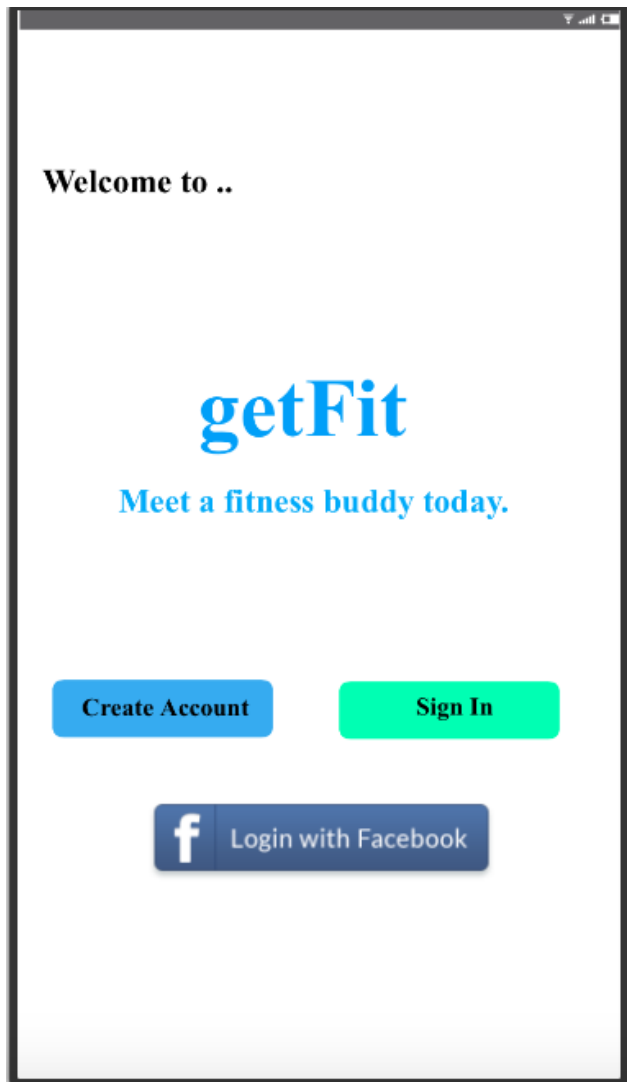 Welcome to ..
getFit
Meet a fitness buddy today.
Create Account
Sign In
f Login with Facebook